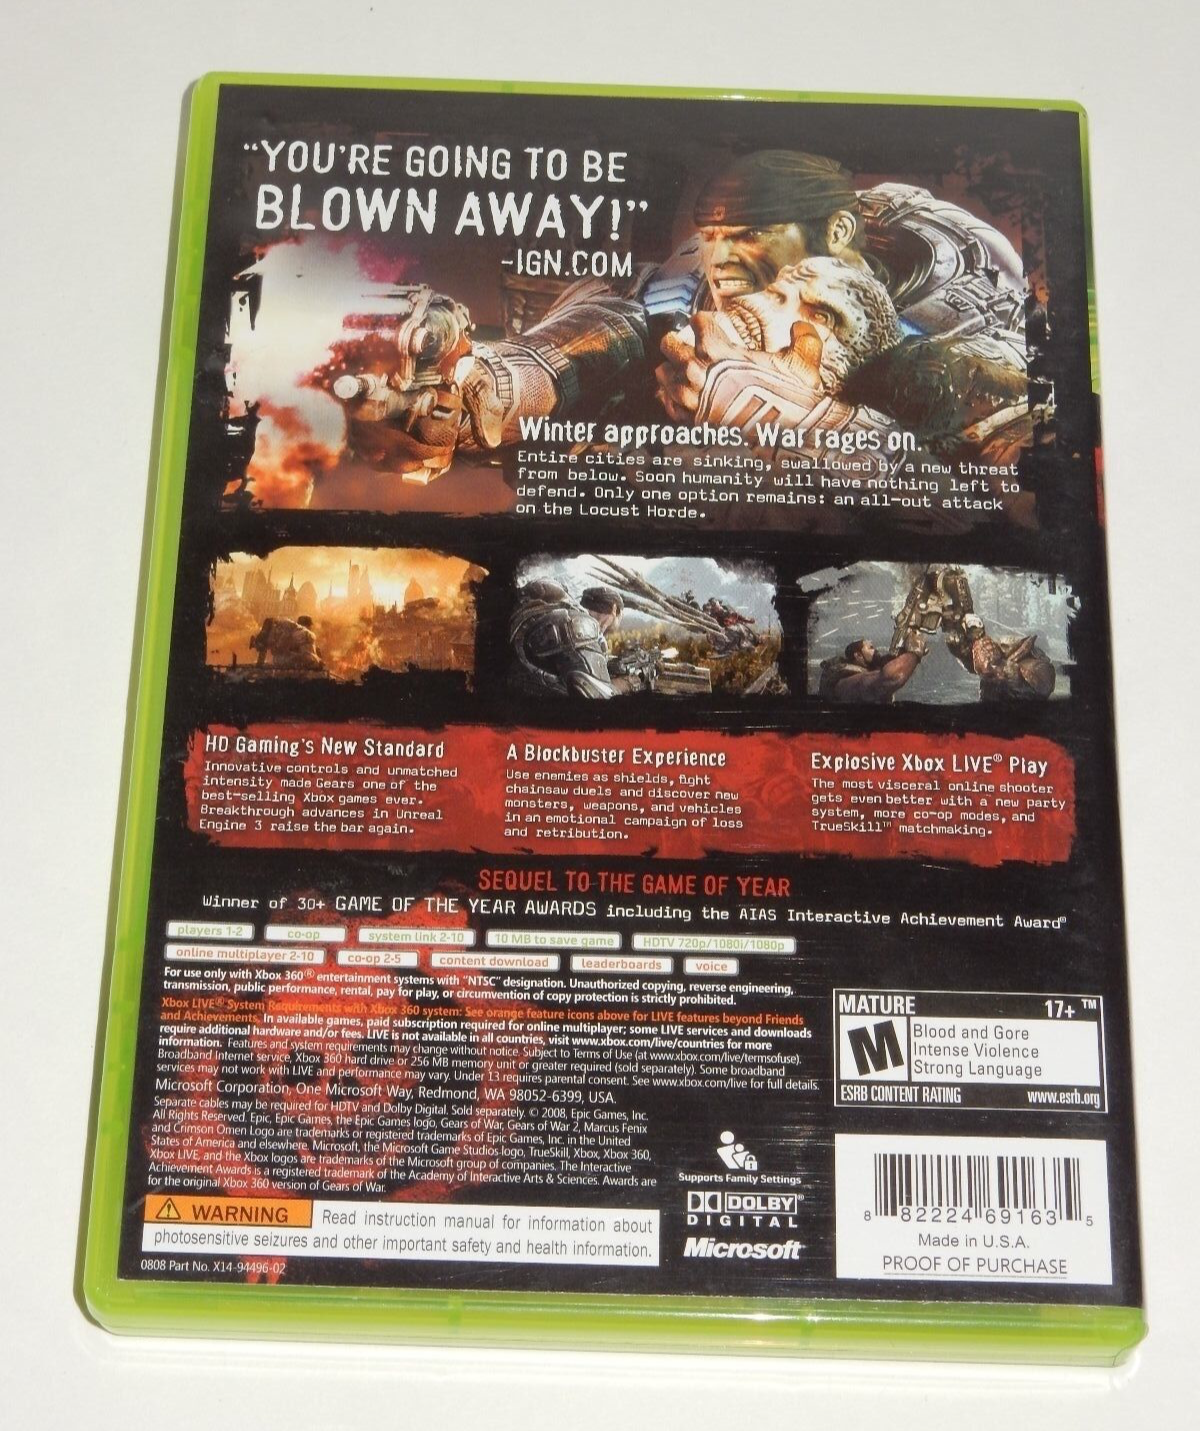 “YOU’RE GOING TO BE
BLOWN AWAY!”
-IGN.COM
Winter approaches. War rages on.
Entire cities are sinking, swallowed by a new threat
from below. Soon humanity will have nothing left to
defend. Only one option remains: an all-out attack
on the Locust Horde.
HD Gaming's New Standard
Innovative controls and unmatched
intensity made Gears one of the
best-selling Xbox games ever.
Breakthrough advances in Unreal
Engine 3 raise the bar again.
A Blockbuster Experience
Use enemies as shields, fight
chainsaw duels and discover new
monsters, weapons, and vehicles
in an emotional campaign of loss
and retribution.
Explosive Xbox LIVE® Play
The most visceral online shooter
gets even better with a new party
system, more co-op modes, and
TrueSkill™ matchmaking.
SEQUEL TO THE GAME OF YEAR
Winner of 30+ GAME OF THE YEAR AWARDS including the AIAS Interactive Achievement Award®
players 1-2 co-op system link 2-10 10 MB to save game HDTV 720p/1080i/1080p
online multiplayer 2-10 co-op 2-5 content download leaderboards voice
For use only with Xbox 360® entertainment systems with “NTSC” designation. Unauthorized copying, reverse engineering,
transmission, public performance, rental, pay for play, or circumvention of copy protection is strictly prohibited.
Xbox LIVE® System Requirements with Xbox 360 system: See orange feature icons above for LIVE features beyond Friends
and Achievements. In available games, paid subscription required for online multiplayer; some LIVE services and downloads
require additional hardware and/or fees. LIVE is not available in all countries, visit www.xbox.com/live/countries for more
information. Features and system requirements may change without notice. Subject to Terms of Use (at www.xbox.com/live/termsofuse).
Broadband Internet service, Xbox 360 hard drive or 256 MB memory unit or greater required (sold separately). Some broadband
services may not work with LIVE and performance may vary. Under 13 requires parental consent. See www.xbox.com/live for full details.
Microsoft Corporation, One Microsoft Way, Redmond, WA 98052-6399, USA.
Separate cables may be required for HDTV and Dolby Digital. Sold separately. © 2008, Epic Games, Inc.
All Rights Reserved. Epic, Epic Games, the Epic Games logo, Gears of War, Gears of War 2, Marcus Fenix
and Crimson Omen Logo are trademarks or registered trademarks of Epic Games, Inc. in the United
States of America and elsewhere. Microsoft, the Microsoft Game Studios logo, TrueSkill, Xbox, Xbox 360,
Xbox LIVE, and the Xbox logos are trademarks of the Microsoft group of companies. The Interactive
Achievement Awards is a registered trademark of the Academy of Interactive Arts & Sciences. Awards are
for the original Xbox 360 version of Gears of War.
WARNING Read instruction manual for information about
photosensitive seizures and other important safety and health information.
0808 Part No. X14-94496-02
Supports Family Settings
DOLBY®
DIGITAL
Microsoft®
MATURE 17+ ™
M
Blood and Gore
Intense Violence
Strong Language
ESRB CONTENT RATING www.esrb.org
8 82224 69163 5
Made in U.S.A.
PROOF OF PURCHASE